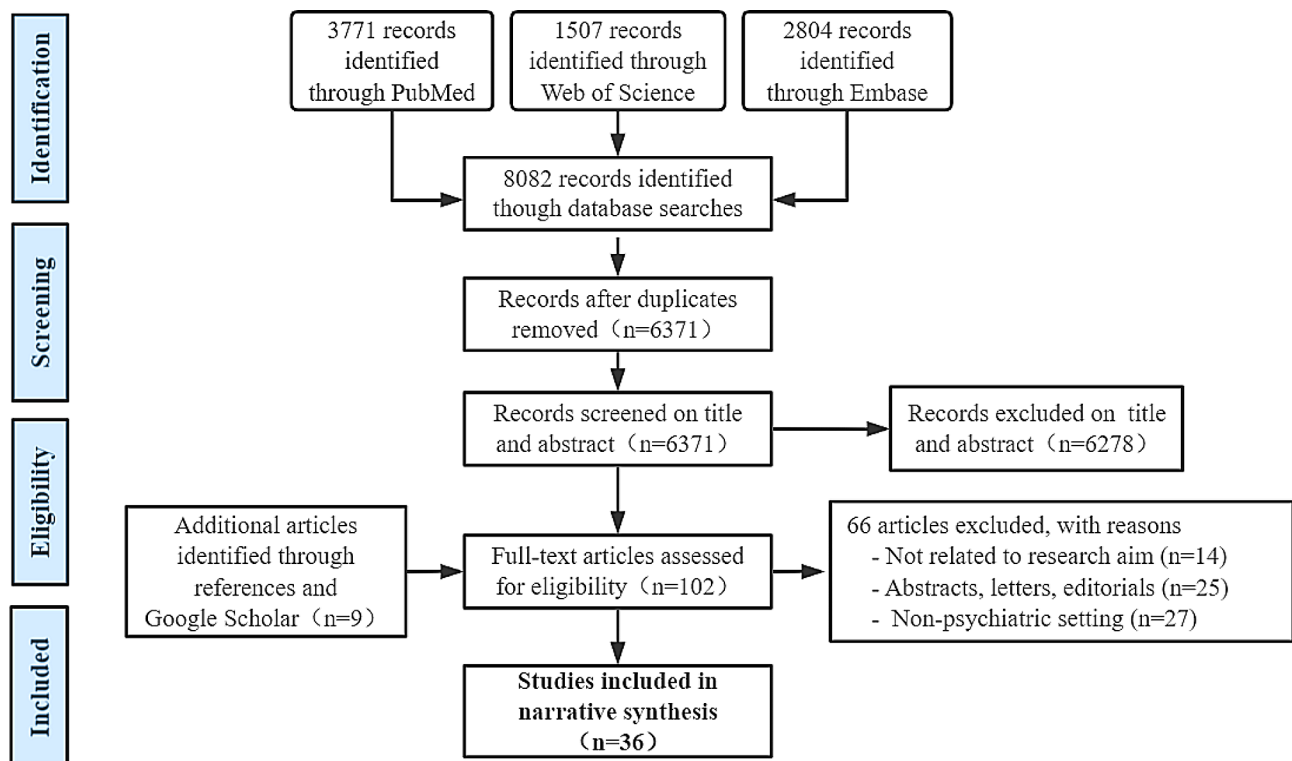 Identification
3771 records
identified
through PubMed
1507 records
identified through
Web of Science
2804 records
identified
through Embase
8082 records identified
though database searches
Screening
Records after duplicates
removed（n=6371）
Records screened on title
and abstract（n=6371）
Records excluded on title
and abstract（n=6278）
Eligibility
Additional articles
identified through
references and
Google Scholar（n=9）
Full-text articles assessed
for eligibility（n=102）
66 articles excluded, with reasons
- Not related to research aim (n=14)
- Abstracts, letters, editorials (n=25)
- Non-psychiatric setting (n=27)
Included
Studies included in
narrative synthesis
（n=36）